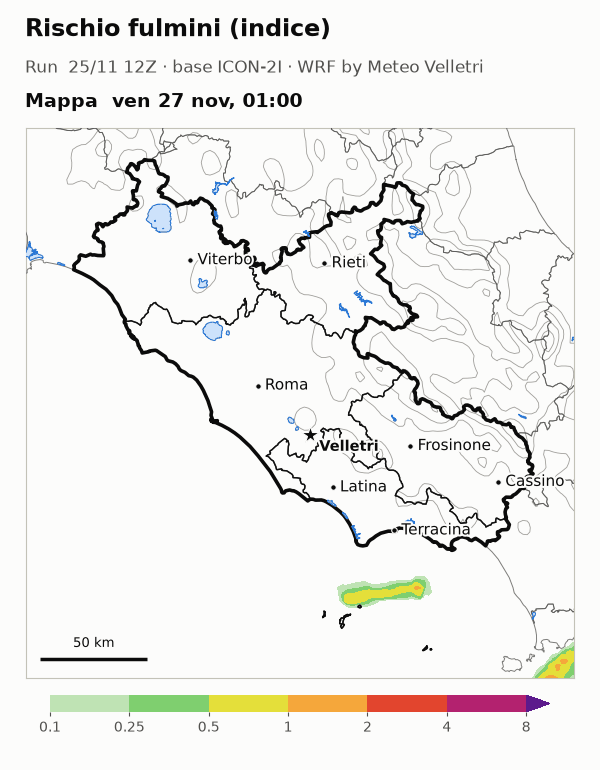 Rischio fulmini (indice)
Run  25/11 12Z · base ICON-2I · WRF by Meteo Velletri
Mappa  ven 27 nov, 01:00
Viterbo
Rieti
Roma
Velletri
Frosinone
Latina
Cassino
Terracina
50 km
0.1 0.25 0.5 1 2 4 8